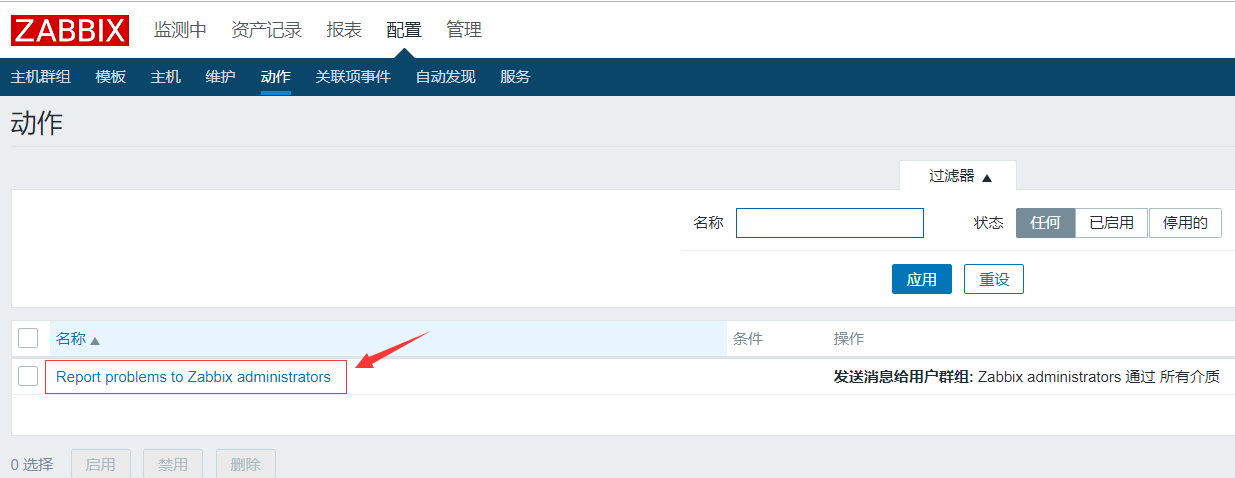 ZABBIX 监测中 资产记录 报表 配置 管理
主机群组 模板 主机 维护 动作 关联项事件 自动发现 服务
动作
过滤器 ▲
名称 状态 任何 已启用 停用的
应用 重设
名称 ▲ 条件 操作
Report problems to Zabbix administrators 发送消息给用户群组: Zabbix administrators 通过 所有介质
0 选择 启用 禁用 删除